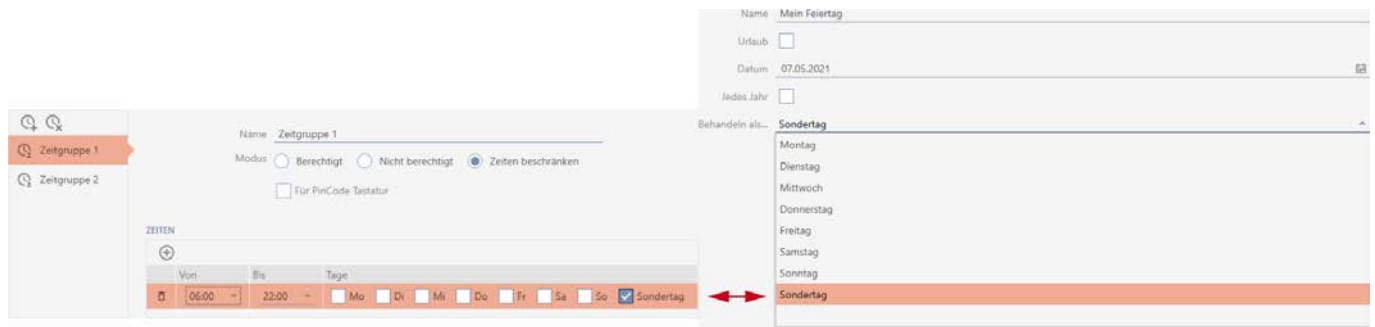 Name Mein Feiertag
Urlaub
Datum 07.05.2021
Jedes Jahr
Behandeln als... Sondertag
Montag
Dienstag
Mittwoch
Donnerstag
Freitag
Samstag
Sonntag
Sondertag
Zeitgruppe 1
Zeitgruppe 2
Name Zeitgruppe 1
Modus Berechtigt Nicht berechtigt Zeiten beschränken
Für PinCode Tastatur
ZEITEN
Von Bis Tage
06:00 22:00 Mo Di Mi Do Fr Sa So Sondertag